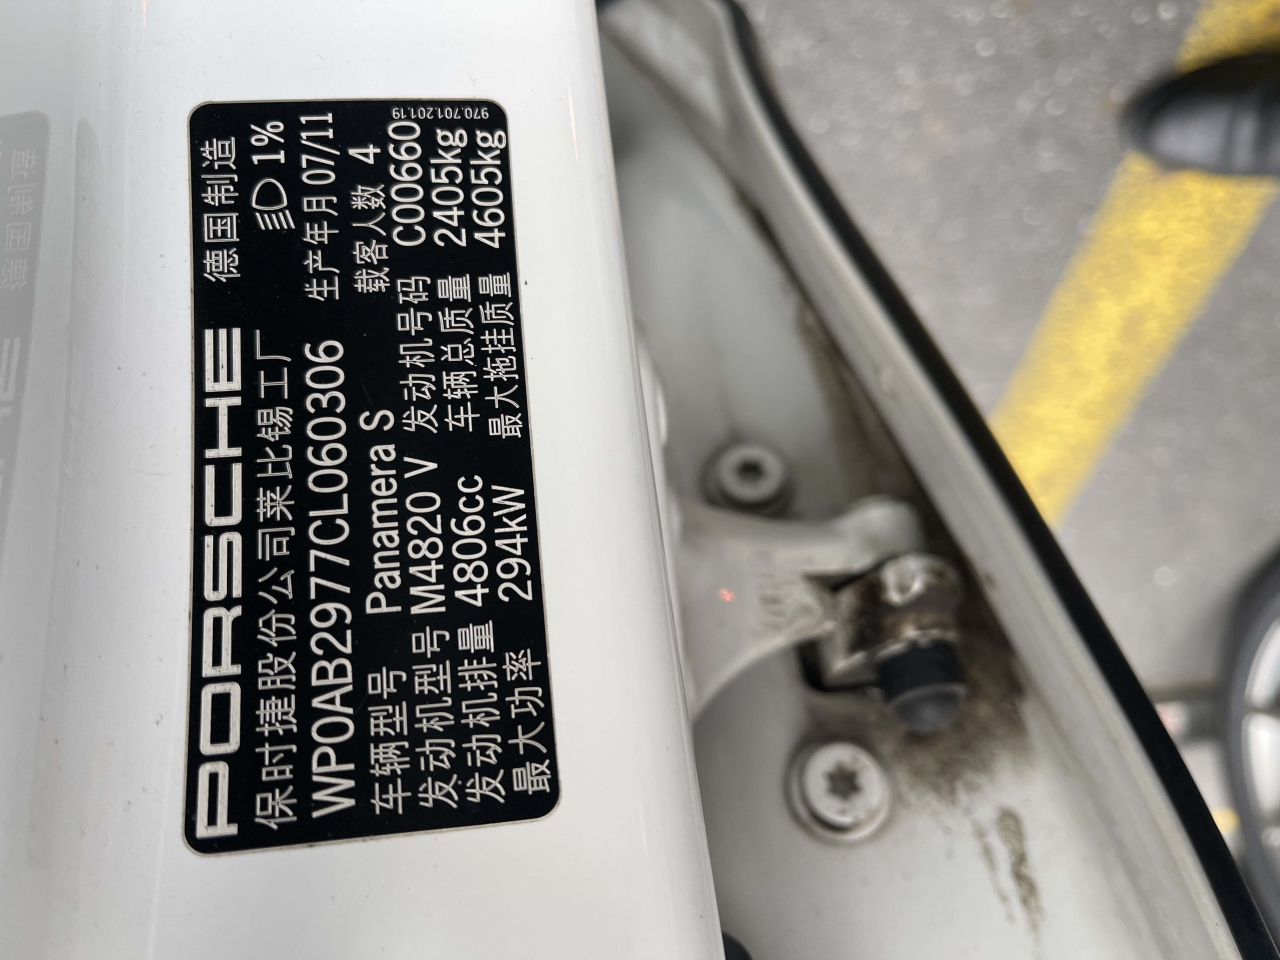 PORSCHE 德国制造
保时捷股份公司莱比锡工厂 1%
WP0AB2977CL060306 生产年月 07/11
车辆型号 Panamera S 载客人数 4
发动机型号 M4820 V 发动机号码 C00660
发动机排量 4806cc 车辆总质量 2405kg
最大功率 294kW 最大拖挂质量 4605kg
970.701.201.19